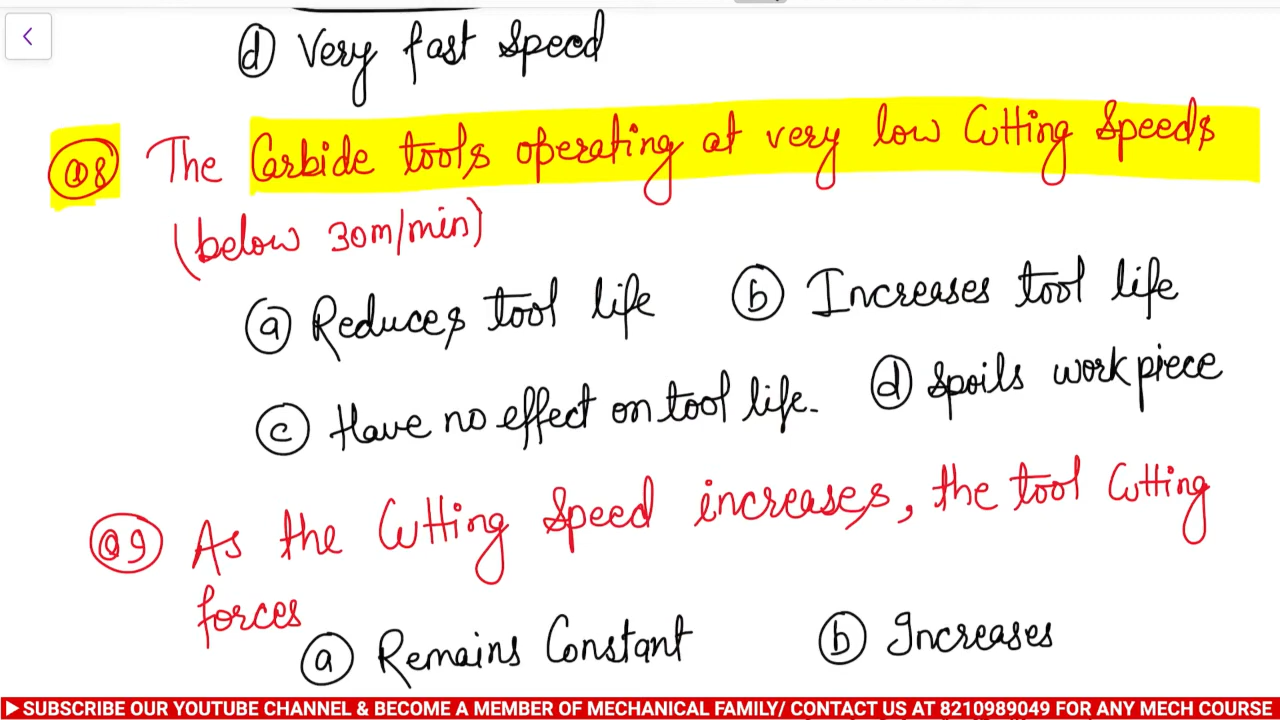 ⓓ Very fast speed
Q8 The Carbide tools operating at very low Cutting Speeds
(below 30m/min)
ⓐ Reduces tool life ⓑ Increases tool life
ⓒ Have no effect on tool life. ⓓ Spoils workpiece
Q9 As the Cutting Speed increases, the tool Cutting
forces
ⓐ Remains Constant ⓑ Increases
▶ SUBSCRIBE OUR YOUTUBE CHANNEL & BECOME A MEMBER OF MECHANICAL FAMILY/ CONTACT US AT 8210989049 FOR ANY MECH COURSE